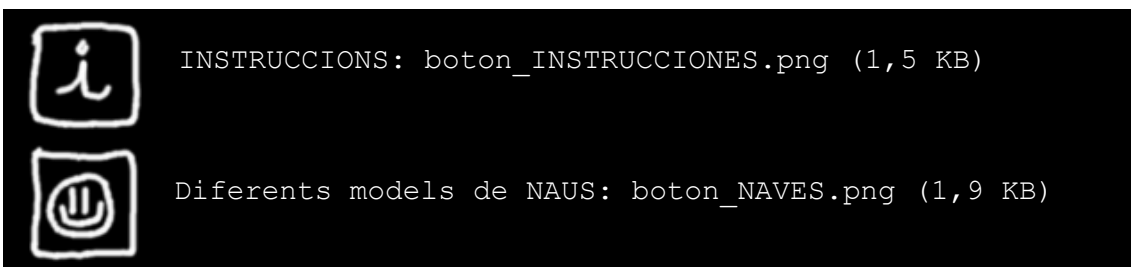 i
INSTRUCCIONS: boton_INSTRUCCIONES.png (1,5 KB)
Diferents models de NAUS: boton_NAVES.png (1,9 KB)